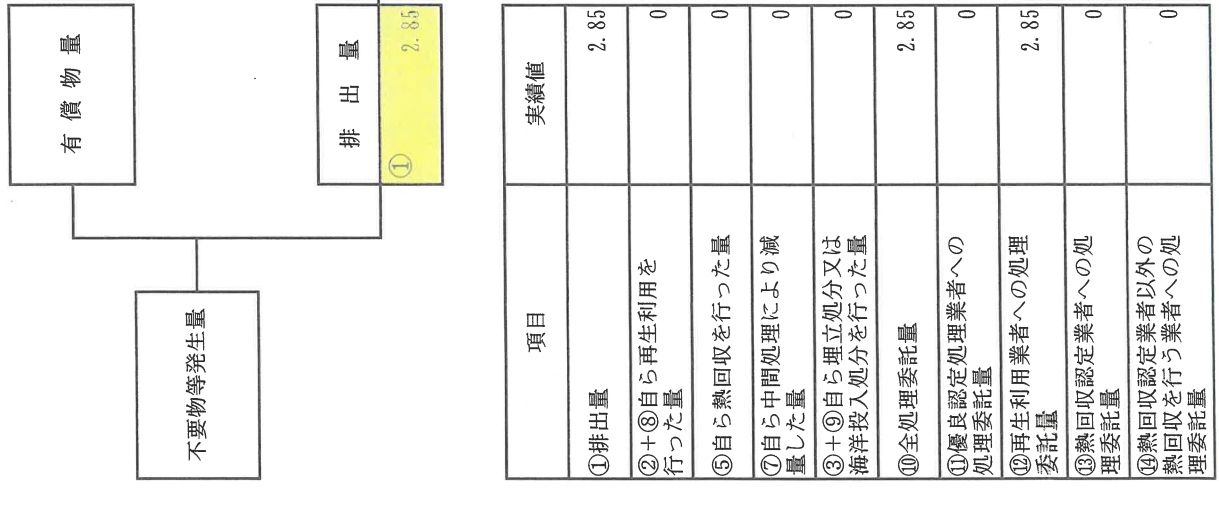 不要物等発生量
有償物量
排出量
① 2.85
項目 実績値
①排出量 2.85
②+⑧自ら再生利用を
行った量 0
⑤自ら熱回収を行った量 0
⑦自ら中間処理により減
量した量 0
③+⑨自ら埋立処分又は
海洋投入処分を行った量 0
⑩全処理委託量 2.85
⑪優良認定処理業者への
処理委託量 0
⑫再生利用業者への処理
委託量 2.85
⑬熱回収認定業者への処
理委託量 0
⑭熱回収認定業者以外の
熱回収を行う業者への処
理委託量 0